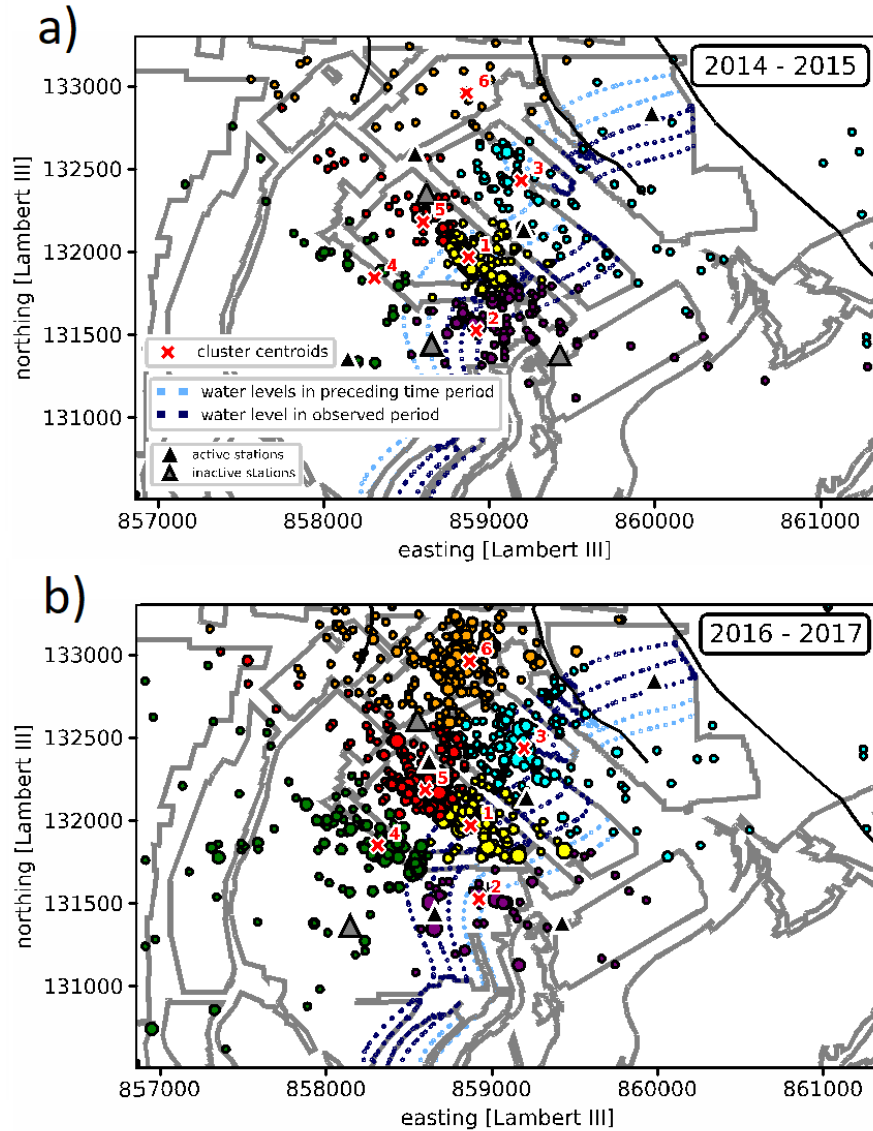 a)
2014 - 2015
133000
132500
132000
131500
131000
northing [Lambert III]
6
3
5
1
4
2
cluster centroids
water levels in preceding time period
water level in observed period
active stations
inactive stations
857000 858000 859000 860000 861000
easting [Lambert III]
b)
2016 - 2017
133000
132500
132000
131500
131000
northing [Lambert III]
6
3
5
1
4
2
857000 858000 859000 860000 861000
easting [Lambert III]